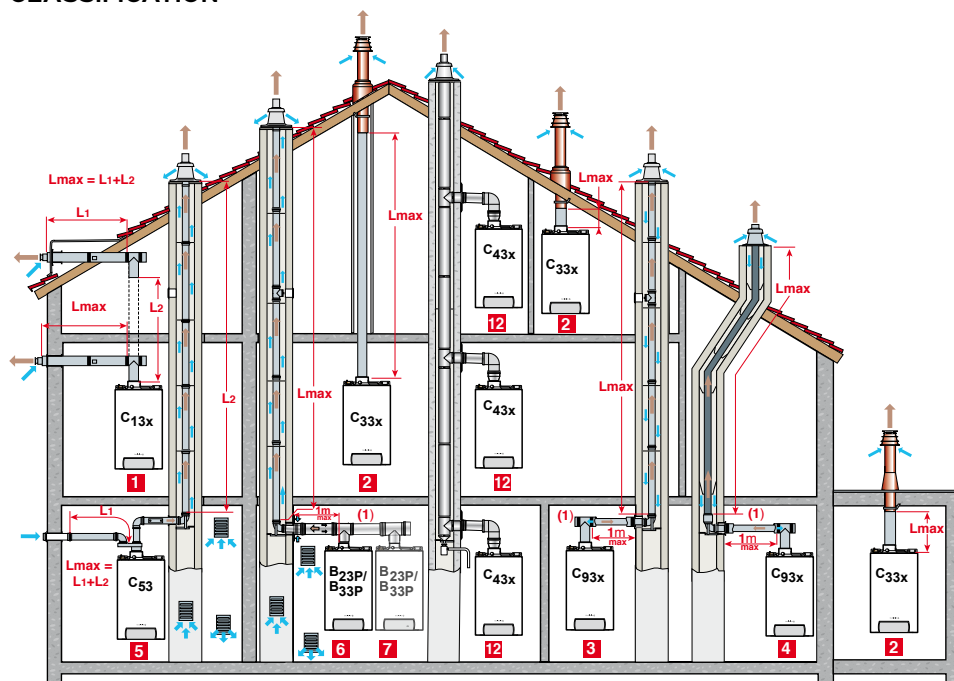 CLASSIFICATION
Lmax = L1+L2
L1
Lmax
L2
C13x
1
L2
Lmax
Lmax
C33x
2
C43x
12
Lmax
C33x
2
C43x
12
Lmax
Lmax
L1
Lmax =
L1+L2
C53
5
1m
max
(1)
B23P/
B33P
6
B23P/
B33P
7
C43x
12
(1)
1m
max
C93x
3
(1)
1m
max
C93x
4
Lmax
C33x
2